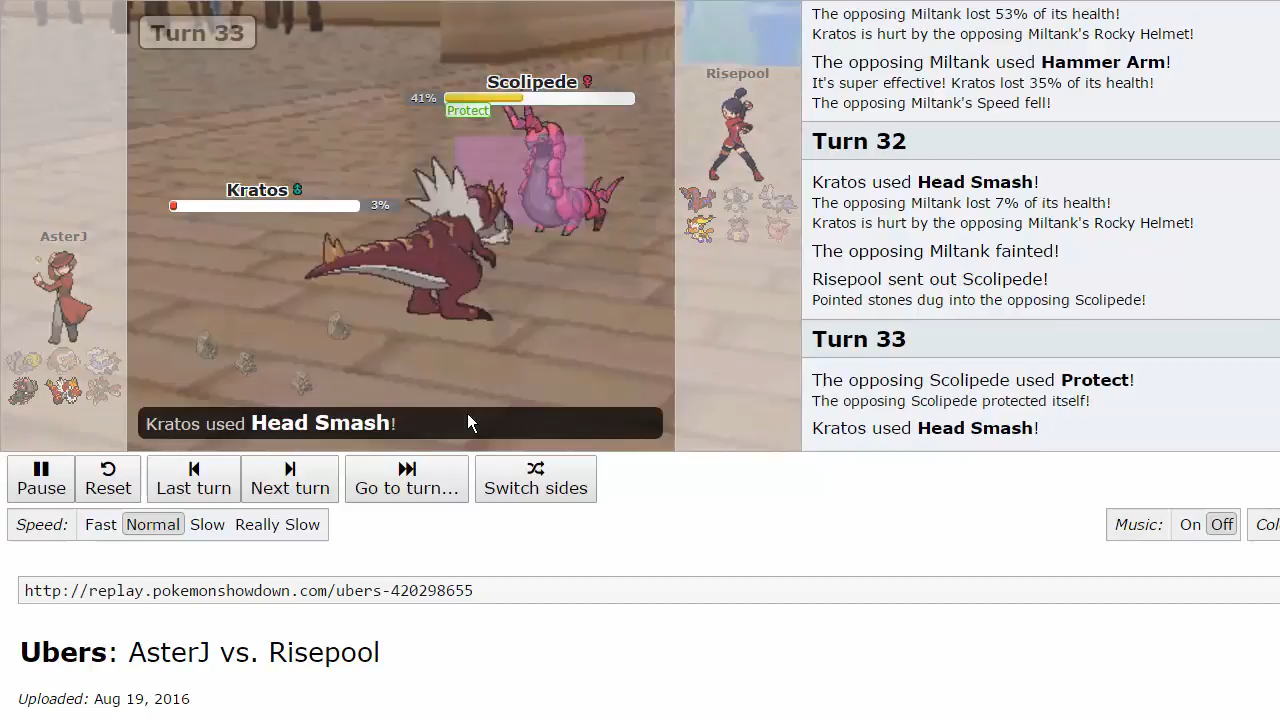 Turn 33
Scolipede
41%
Protect
Kratos
3%
AsterJ
Risepool
Kratos used Head Smash!
The opposing Miltank lost 53% of its health!
Kratos is hurt by the opposing Miltank's Rocky Helmet!
The opposing Miltank used Hammer Arm!
It's super effective! Kratos lost 35% of its health!
The opposing Miltank's Speed fell!
Turn 32
Kratos used Head Smash!
The opposing Miltank lost 7% of its health!
Kratos is hurt by the opposing Miltank's Rocky Helmet!
The opposing Miltank fainted!
Risepool sent out Scolipede!
Pointed stones dug into the opposing Scolipede!
Turn 33
The opposing Scolipede used Protect!
The opposing Scolipede protected itself!
Kratos used Head Smash!
Pause Reset Last turn Next turn Go to turn... Switch sides
Speed: Fast Normal Slow Really Slow
Music: On Off
Col
http://replay.pokemonshowdown.com/ubers-420298655
Ubers: AsterJ vs. Risepool
Uploaded: Aug 19, 2016